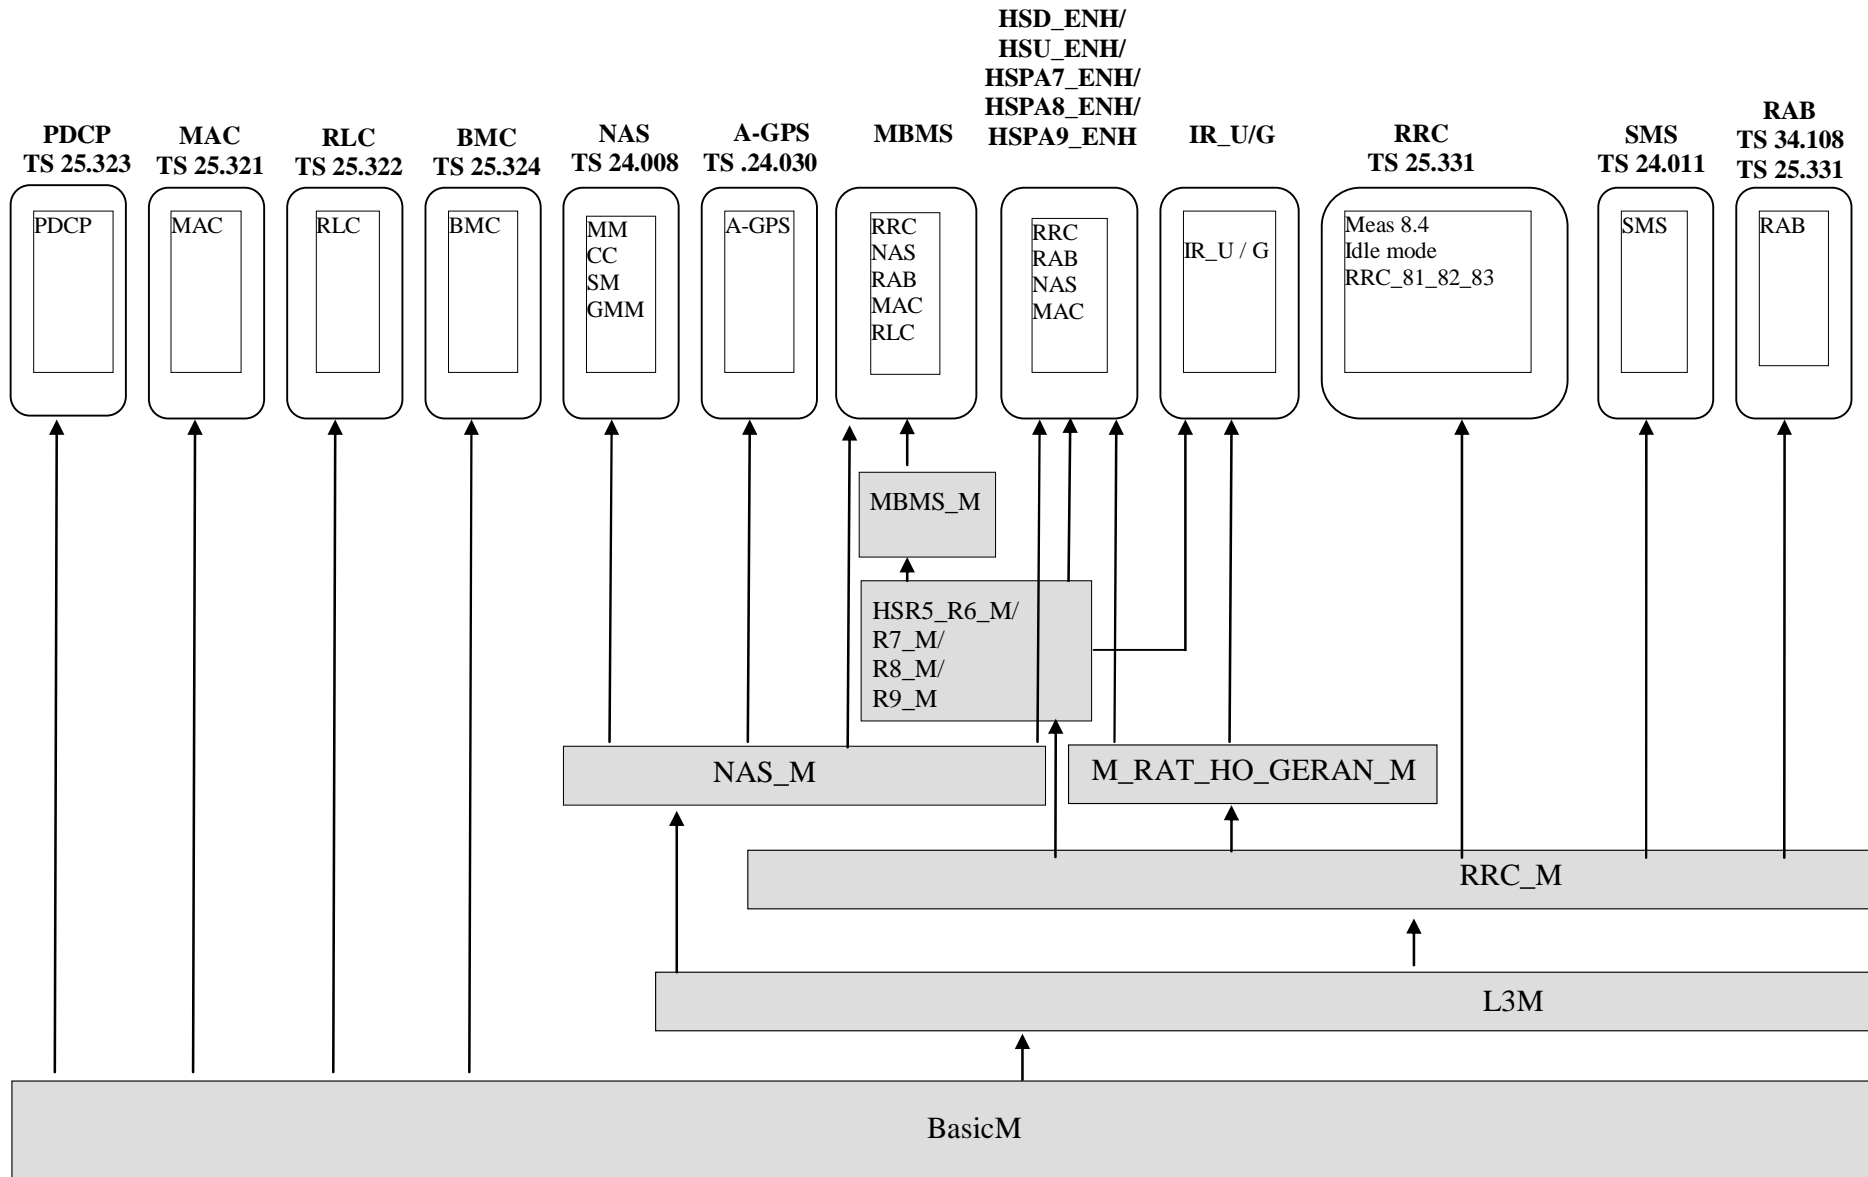 HSD_ENH/
HSU_ENH/
HSPA7_ENH/
HSPA8_ENH/
HSPA9_ENH
PDCP
TS 25.323
MAC
TS 25.321
RLC
TS 25.322
BMC
TS 25.324
NAS
TS 24.008
A-GPS
TS .24.030
MBMS
IR_U/G
RRC
TS 25.331
SMS
TS 24.011
RAB
TS 34.108
TS 25.331
PDCP
MAC
RLC
BMC
MM
CC
SM
GMM
A-GPS
RRC
NAS
RAB
MAC
RLC
RRC
RAB
NAS
MAC
IR_U / G
Meas 8.4
Idle mode
RRC_81_82_83
SMS
RAB
MBMS_M
HSR5_R6_M/
R7_M/
R8_M/
R9_M
NAS_M
M_RAT_HO_GERAN_M
RRC_M
L3M
BasicM